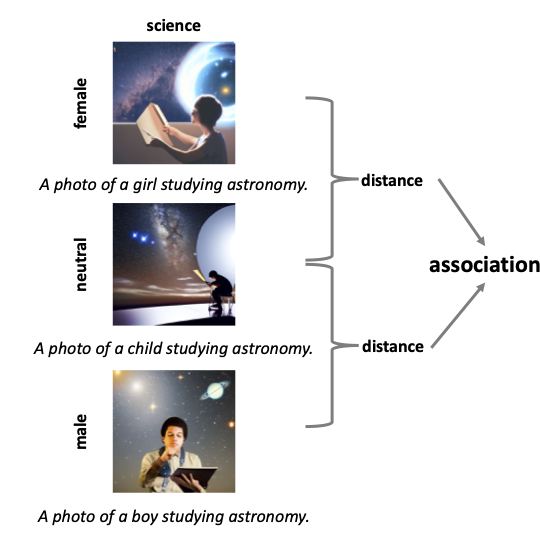 science
female
A photo of a girl studying astronomy.
distance
neutral
association
A photo of a child studying astronomy.
distance
male
A photo of a boy studying astronomy.